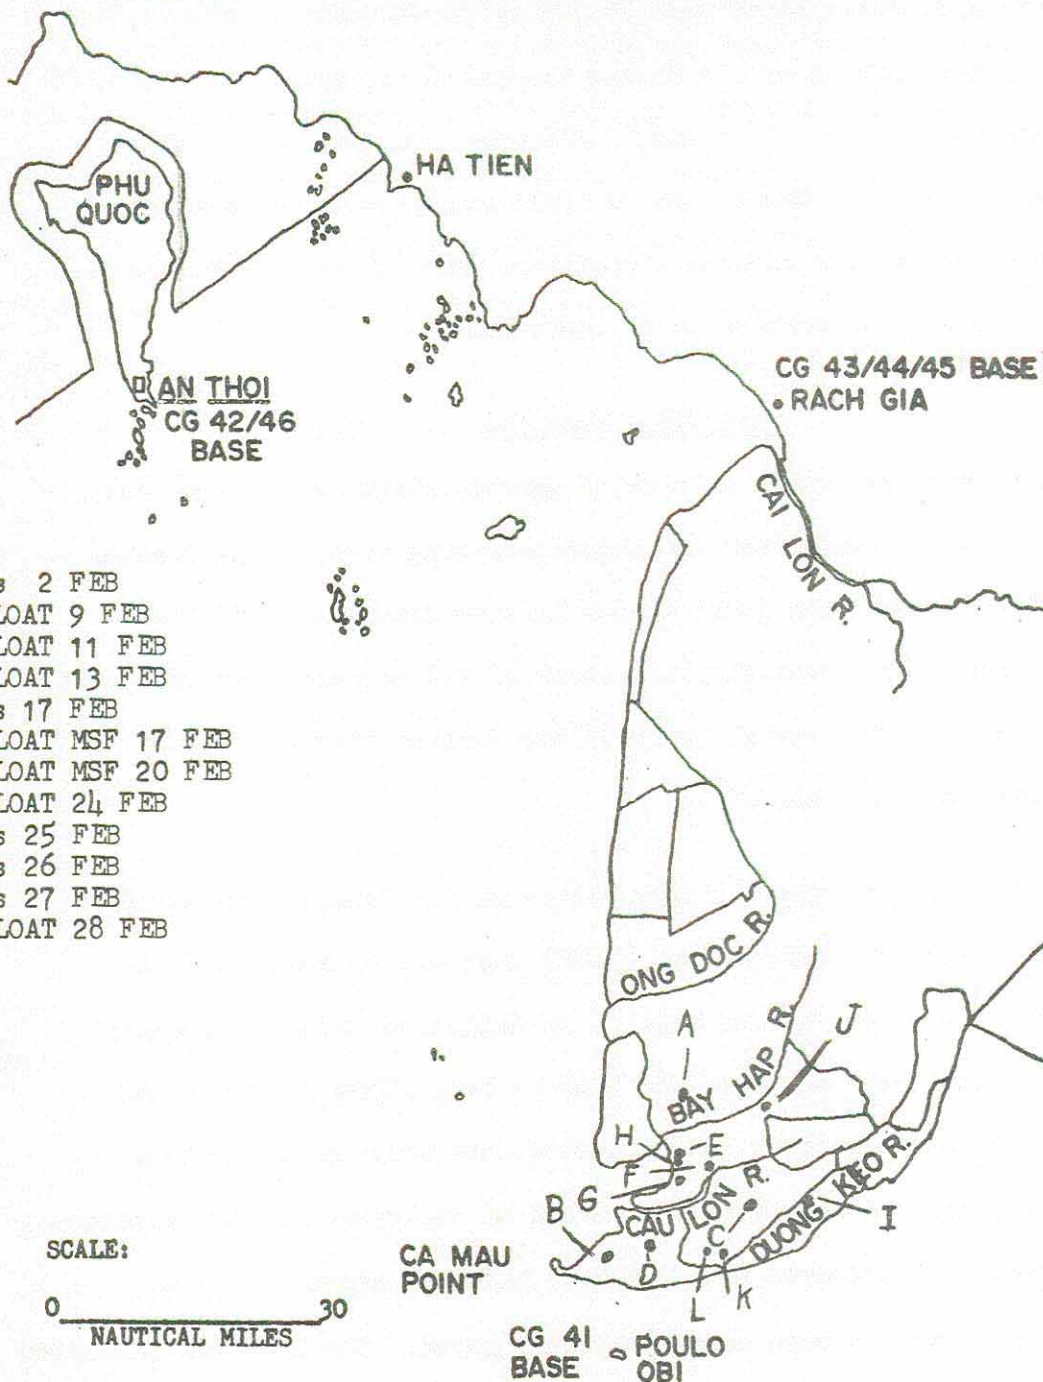 PHU
QUOC
HA TIEN
AN THOI
CG 42/46
BASE
CG 43/44/45 BASE
RACH GIA
CAI LON R.
s 2 FEB
LOAT 9 FEB
LOAT 11 FEB
LOAT 13 FEB
s 17 FEB
LOAT MSF 17 FEB
LOAT MSF 20 FEB
LOAT 24 FEB
s 25 FEB
s 26 FEB
s 27 FEB
LOAT 28 FEB
ONG DOC R.
A
J
BAY HAP R.
H
E
F
G
B
CAU LON R.
C
D
DUONG KEO R.
I
L
K
CA MAU
POINT
SCALE:
0 30
NAUTICAL MILES
CG 41
BASE
POULO
OBI